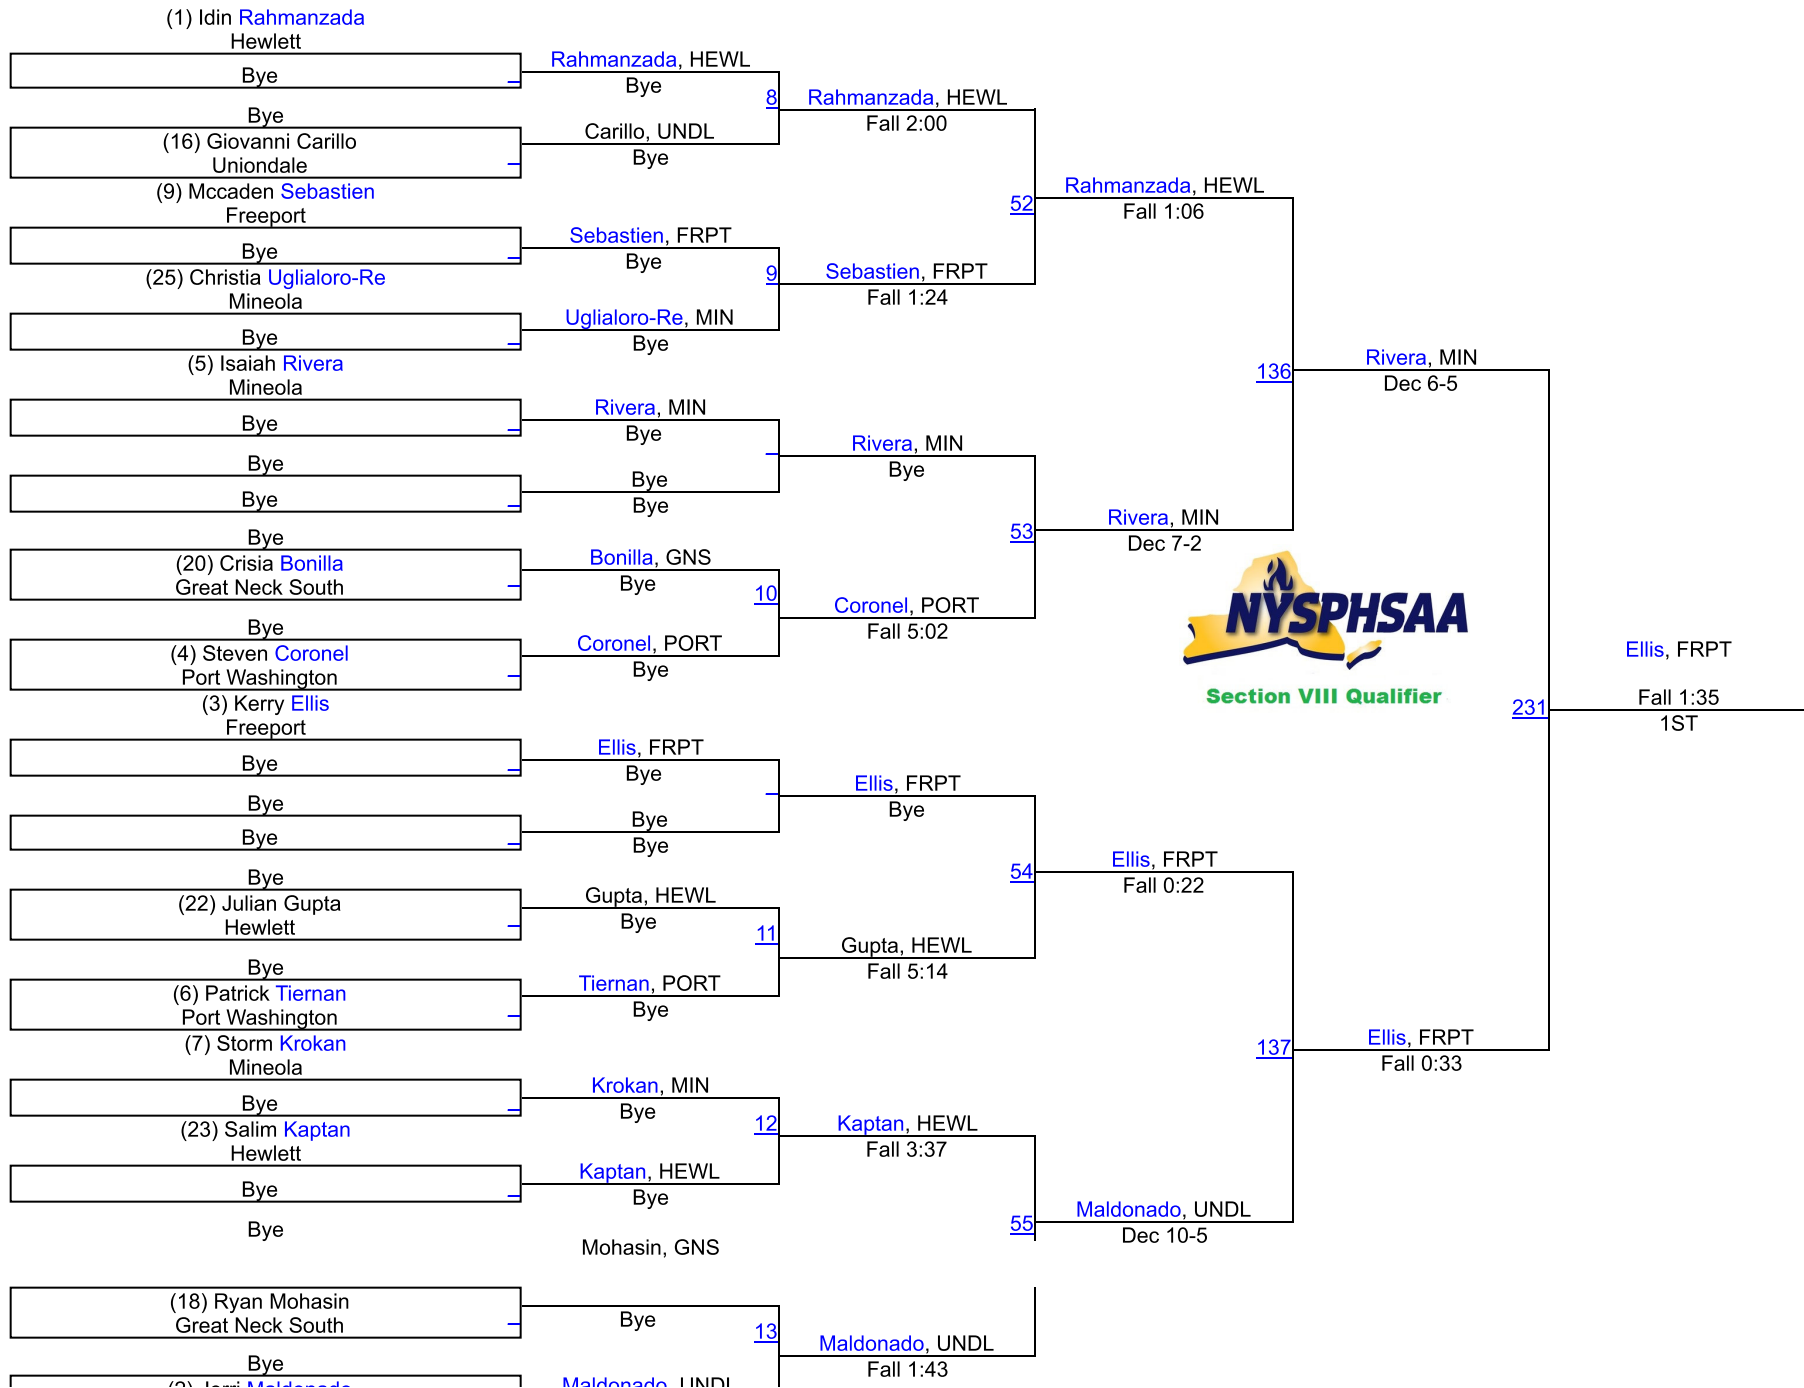 (1) Idin Rahmanzada
Hewlett
Bye
Bye
(16) Giovanni Carillo
Uniondale
(9) Mccaden Sebastien
Freeport
Bye
(25) Christia Uglialoro-Re
Mineola
Bye
(5) Isaiah Rivera
Mineola
Bye
Bye
Bye
Bye
(20) Crisia Bonilla
Great Neck South
Bye
(4) Steven Coronel
Port Washington
(3) Kerry Ellis
Freeport
Bye
Bye
Bye
Bye
(22) Julian Gupta
Hewlett
Bye
(6) Patrick Tiernan
Port Washington
(7) Storm Krokan
Mineola
Bye
(23) Salim Kaptan
Hewlett
Bye
Bye
(18) Ryan Mohasin
Great Neck South
Bye
(2) Jerri Maldonado
Rahmanzada, HEWL
Bye
8
Carillo, UNDL
Bye
Sebastien, FRPT
Bye
9
Uglialoro-Re, MIN
Bye
Rivera, MIN
Bye
Bye
Bye
Bonilla, GNS
Bye
10
Coronel, PORT
Bye
Ellis, FRPT
Bye
Bye
Bye
Gupta, HEWL
Bye
11
Tiernan, PORT
Bye
Krokan, MIN
Bye
12
Kaptan, HEWL
Bye
Mohasin, GNS
Bye
13
Maldonado, UNDL
Rahmanzada, HEWL
Fall 2:00
52
Sebastien, FRPT
Fall 1:24
Rivera, MIN
Bye
53
Coronel, PORT
Fall 5:02
Ellis, FRPT
Bye
54
Gupta, HEWL
Fall 5:14
Kaptan, HEWL
Fall 3:37
55
Maldonado, UNDL
Fall 1:43
Rahmanzada, HEWL
Fall 1:06
136
Rivera, MIN
Dec 7-2
Ellis, FRPT
Fall 0:22
137
Maldonado, UNDL
Dec 10-5
Rivera, MIN
Dec 6-5
NYSPHSAA
Section VIII Qualifier
231
Ellis, FRPT
Fall 0:33
Ellis, FRPT
Fall 1:35
1ST